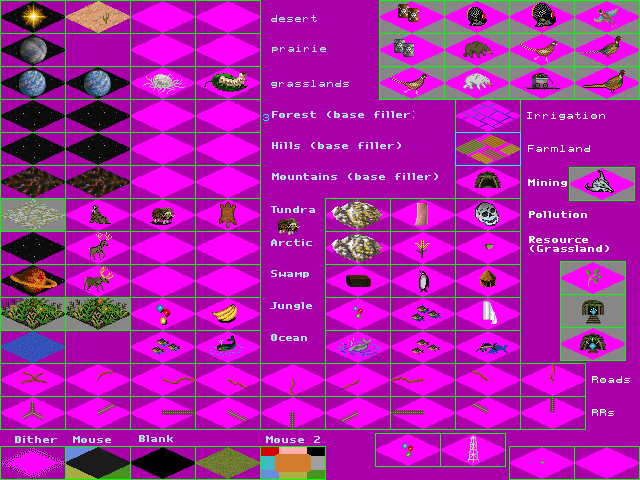 desert
prairie
grasslands
3Forest (base filler)
Irrigation
Hills (base filler)
Farmland
Mountains (base filler)
Mining
Tundra
Pollution
Arctic
Resource
(Grassland)
Swamp
Jungle
Ocean
Roads
RRs
Dither Mouse Blank Mouse 2